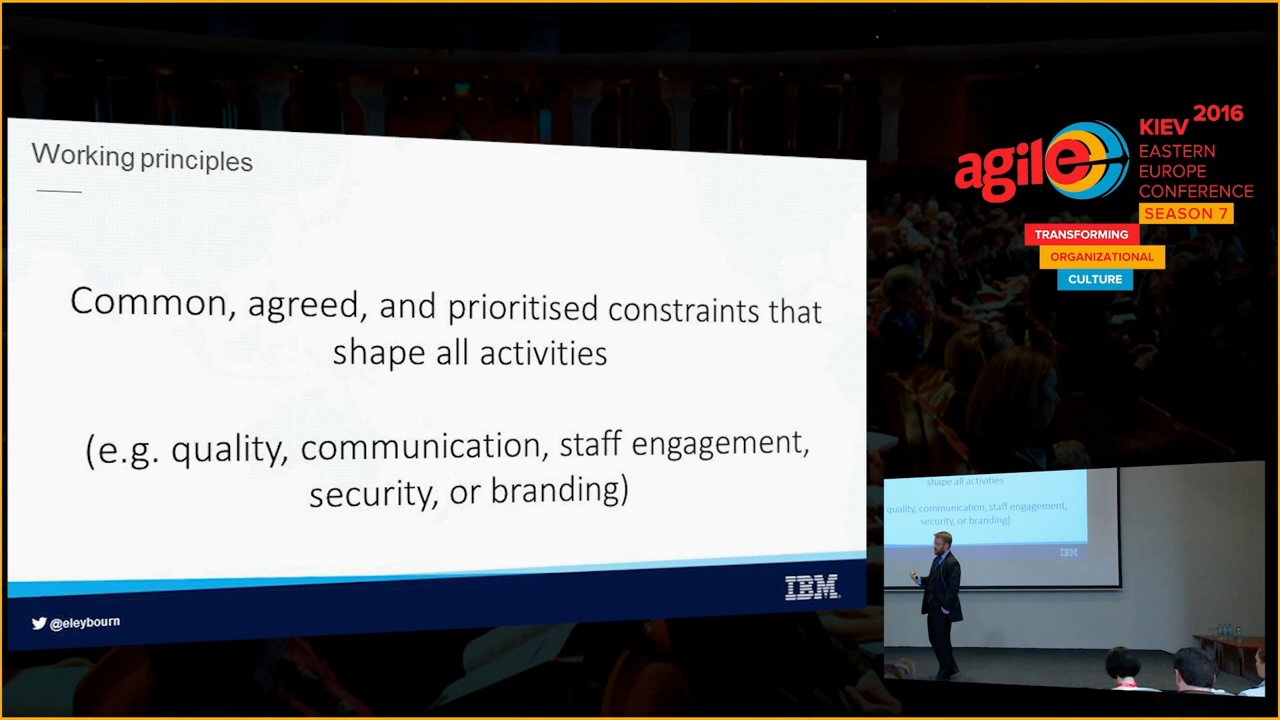 Working principles
Common, agreed, and prioritised constraints that
shape all activities
(e.g. quality, communication, staff engagement,
security, or branding)
IBM
@eleybourn
agile
KIEV 2016
EASTERN
EUROPE
CONFERENCE
SEASON 7
TRANSFORMING
ORGANIZATIONAL
CULTURE
shape all activities
quality, communication, staff engagement,
security, or branding)
IBM